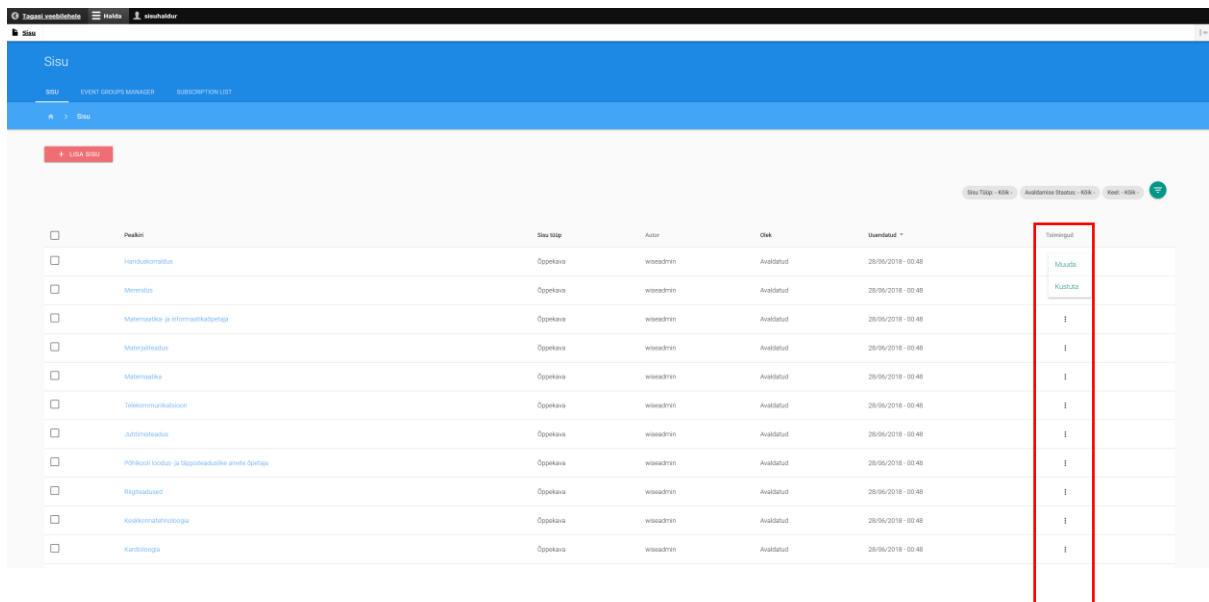 Tagasi veebilehele Halda sisuhaldur
Sisu
Sisu
SISU EVENT GROUPS MANAGER SUBSCRIPTION LIST
> Sisu
+ LISA SISU
Sisu Tüüp: - Kõik - Avaldamise Staatus: - Kõik - Keel: - Kõik -
Pealkiri Sisu tüüp Autor Olek Uuendatud Toimingud
Hariduskorraldus Õppekava wiseadmin Avaldatud 28/06/2018 - 00:48 Muuda
Merendus Õppekava wiseadmin Avaldatud 28/06/2018 - 00:48 Kustuta
Matemaatika- ja informaatikaõpetaja Õppekava wiseadmin Avaldatud 28/06/2018 - 00:48
Materjaliteadus Õppekava wiseadmin Avaldatud 28/06/2018 - 00:48
Matemaatika Õppekava wiseadmin Avaldatud 28/06/2018 - 00:48
Telekommunikatsioon Õppekava wiseadmin Avaldatud 28/06/2018 - 00:48
Juhtimisteadus Õppekava wiseadmin Avaldatud 28/06/2018 - 00:48
Põhikooli loodus- ja täppisteaduslike ainete õpetaja Õppekava wiseadmin Avaldatud 28/06/2018 - 00:48
Riigiteadused Õppekava wiseadmin Avaldatud 28/06/2018 - 00:48
Keskkonnatehnoloogia Õppekava wiseadmin Avaldatud 28/06/2018 - 00:48
Kardioloogia Õppekava wiseadmin Avaldatud 28/06/2018 - 00:48